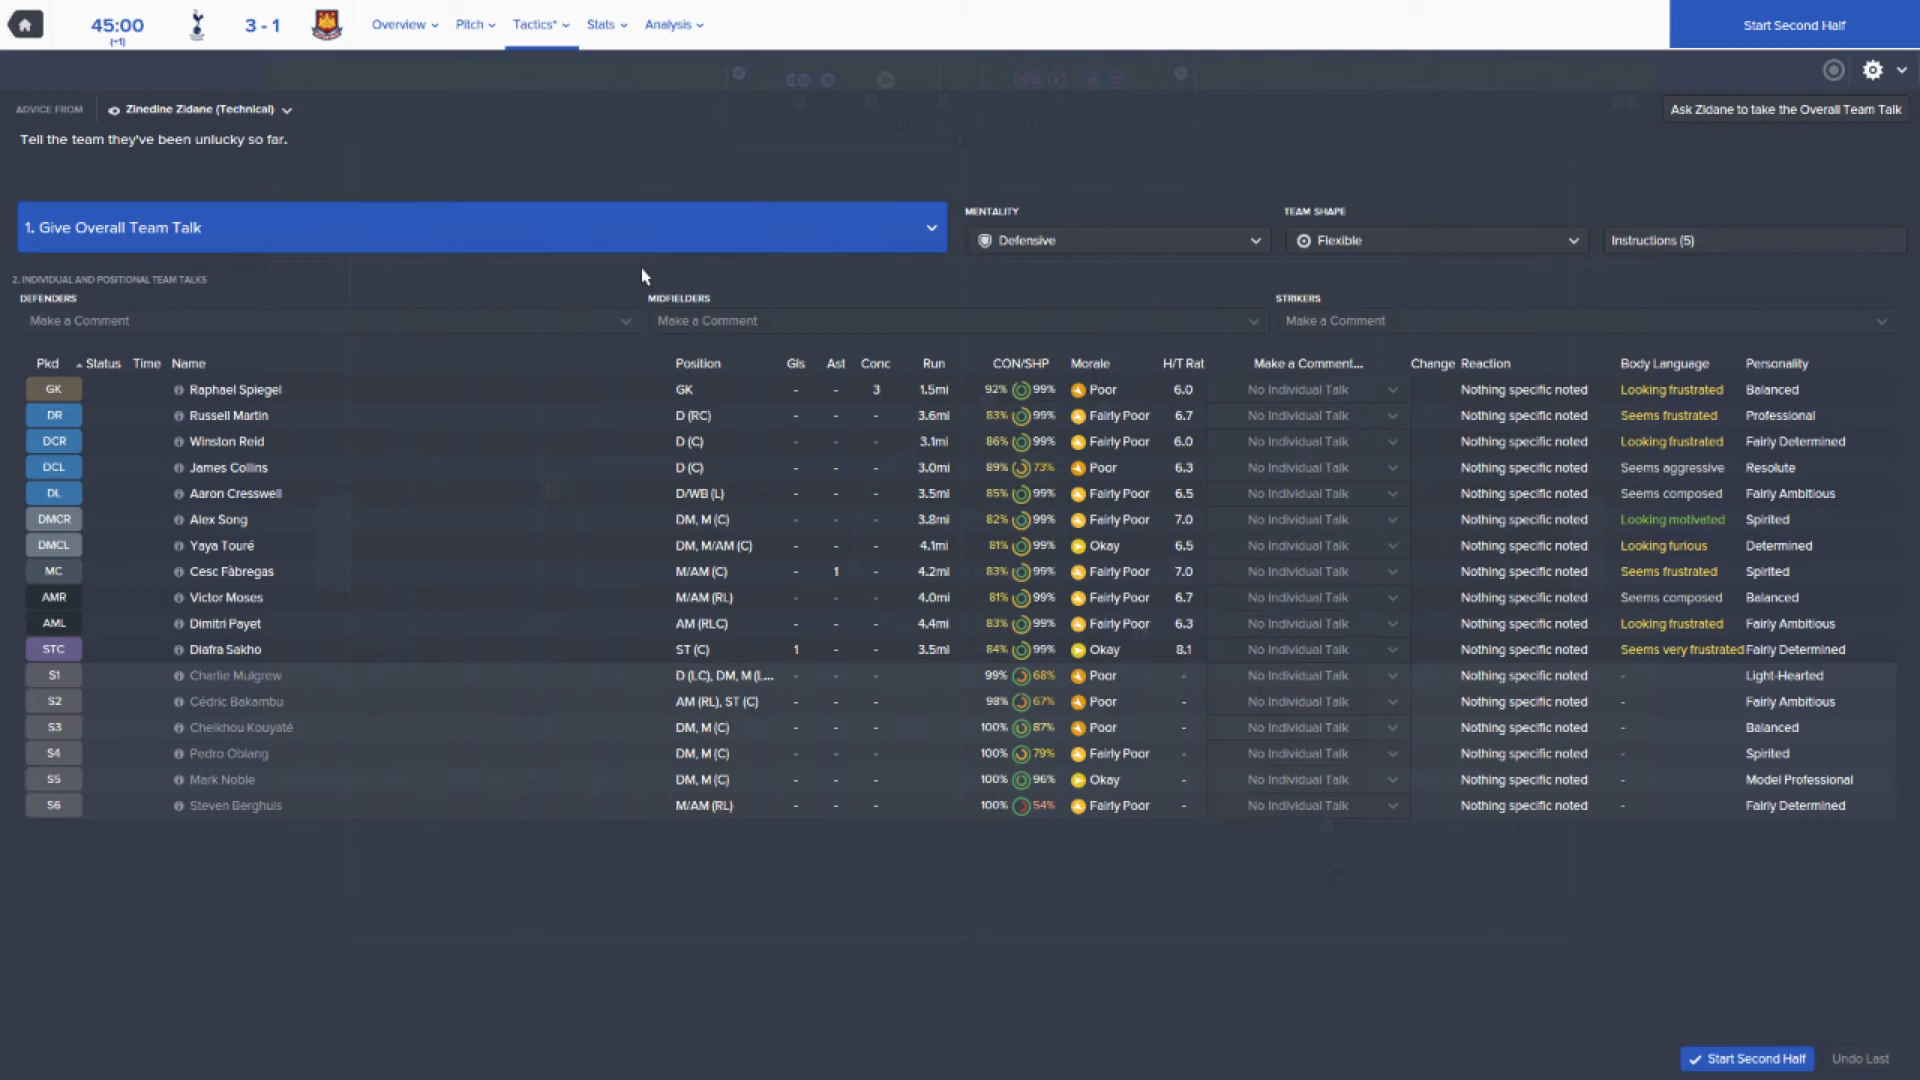 45:00
(+1)
3 - 1
Overview
Pitch
Tactics*
Stats
Analysis
Start Second Half
ADVICE FROM
Zinedine Zidane (Technical)
Ask Zidane to take the Overall Team Talk
Tell the team they've been unlucky so far.
1. Give Overall Team Talk
MENTALITY
Defensive
TEAM SHAPE
Flexible
Instructions (5)
2. INDIVIDUAL AND POSITIONAL TEAM TALKS
DEFENDERS
MIDFIELDERS
STRIKERS
Make a Comment
Make a Comment
Make a Comment
Pkd Status Time Name Position Gls Ast Conc Run CON/SHP Morale H/T Rat Make a Comment... Change Reaction Body Language Personality
GK Raphael Spiegel GK - - 3 1.5mi 92% 99% Poor 6.0 No Individual Talk Nothing specific noted Looking frustrated Balanced
DR Russell Martin D (RC) - - - 3.6mi 83% 99% Fairly Poor 6.7 No Individual Talk Nothing specific noted Seems frustrated Professional
DCR Winston Reid D (C) - - - 3.1mi 86% 99% Fairly Poor 6.0 No Individual Talk Nothing specific noted Looking frustrated Fairly Determined
DCL James Collins D (C) - - - 3.0mi 89% 73% Poor 6.3 No Individual Talk Nothing specific noted Seems aggressive Resolute
DL Aaron Cresswell D/WB (L) - - - 3.5mi 85% 99% Fairly Poor 6.5 No Individual Talk Nothing specific noted Seems composed Fairly Ambitious
DMCR Alex Song DM, M (C) - - - 3.8mi 82% 99% Fairly Poor 7.0 No Individual Talk Nothing specific noted Looking motivated Spirited
DMCL Yaya Touré DM, M/AM (C) - - - 4.1mi 81% 99% Okay 6.5 No Individual Talk Nothing specific noted Looking furious Determined
MC Cesc Fàbregas M/AM (C) - 1 - 4.2mi 83% 99% Fairly Poor 7.0 No Individual Talk Nothing specific noted Seems frustrated Spirited
AMR Victor Moses M/AM (RL) - - - 4.0mi 81% 99% Fairly Poor 6.7 No Individual Talk Nothing specific noted Seems composed Balanced
AML Dimitri Payet AM (RLC) - - - 4.4mi 83% 99% Fairly Poor 6.3 No Individual Talk Nothing specific noted Looking frustrated Fairly Ambitious
STC Diafra Sakho ST (C) 1 - - 3.5mi 84% 99% Okay 8.1 No Individual Talk Nothing specific noted Seems very frustrated Fairly Determined
S1 Charlie Mulgrew D (LC), DM, M (L... - - - 99% 68% Poor - No Individual Talk Nothing specific noted - Light-Hearted
S2 Cédric Bakambu AM (RL), ST (C) - - - 98% 67% Poor - No Individual Talk Nothing specific noted - Fairly Ambitious
S3 Cheikhou Kouyaté DM, M (C) - - - 100% 87% Poor - No Individual Talk Nothing specific noted - Balanced
S4 Pedro Obiang DM, M (C) - - - 100% 79% Fairly Poor - No Individual Talk Nothing specific noted - Spirited
S5 Mark Noble DM, M (C) - - - 100% 96% Okay - No Individual Talk Nothing specific noted - Model Professional
S6 Steven Berghuis M/AM (RL) - - - 100% 54% Fairly Poor - No Individual Talk Nothing specific noted - Fairly Determined
Start Second Half
Undo Last